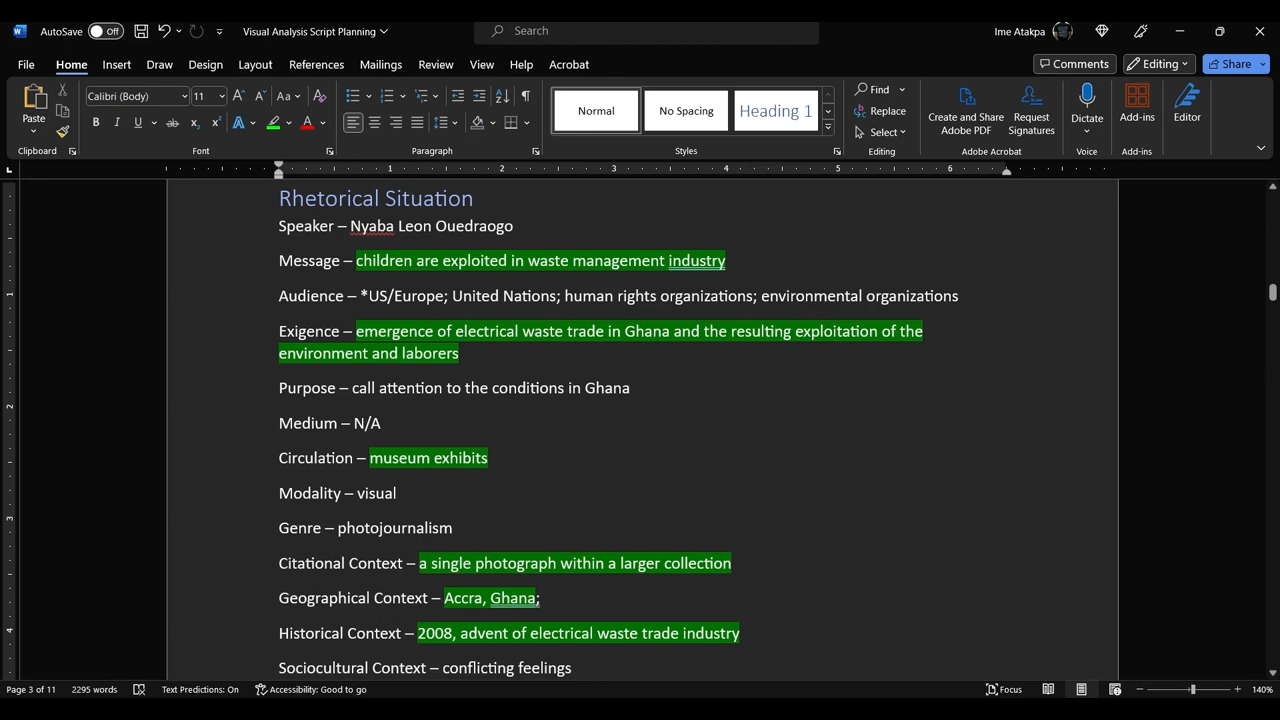 AutoSave Off Visual Analysis Script Planning Search Ime Atakpa
File Home Insert Draw Design Layout References Mailings Review View Help Acrobat Comments Editing Share
Paste Calibri (Body) 11 Aa Normal No Spacing Heading 1 Find Replace Select Create and Share Adobe PDF Request Signatures Dictate Add-ins Editor
Clipboard Font Paragraph Styles Editing Adobe Acrobat Voice Add-ins
1 2 3 4 5 6
Rhetorical Situation
Speaker – Nyaba Leon Ouedraogo
Message – children are exploited in waste management industry
Audience – *US/Europe; United Nations; human rights organizations; environmental organizations
Exigence – emergence of electrical waste trade in Ghana and the resulting exploitation of the
environment and laborers
Purpose – call attention to the conditions in Ghana
Medium – N/A
Circulation – museum exhibits
Modality – visual
Genre – photojournalism
Citational Context – a single photograph within a larger collection
Geographical Context – Accra, Ghana;
Historical Context – 2008, advent of electrical waste trade industry
Sociocultural Context – conflicting feelings
Page 3 of 11 2295 words Text Predictions: On Accessibility: Good to go Focus 140%